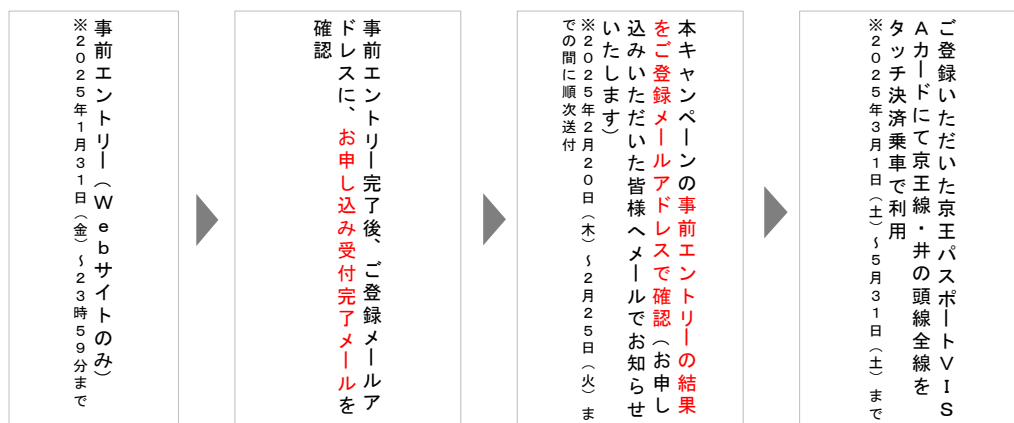 事前エントリー（Webサイトのみ）
※2025年1月31日（金）～23時59分まで
事前エントリー完了後、ご登録メールア
ドレスに、お申し込み受付完了メールを
確認
本キャンペーンの事前エントリーの結果
をご登録メールアドレスで確認（お申し
込みいただいた皆様へメールでお知らせ
いたします）
※2025年2月20日（木）～2月25日（火）ま
での間に順次送付
ご登録いただいた京王パスポートVIS
Aカードにて京王線・井の頭線全線を
タッチ決済乗車で利用
※2025年3月1日（土）～5月31日（土）まで